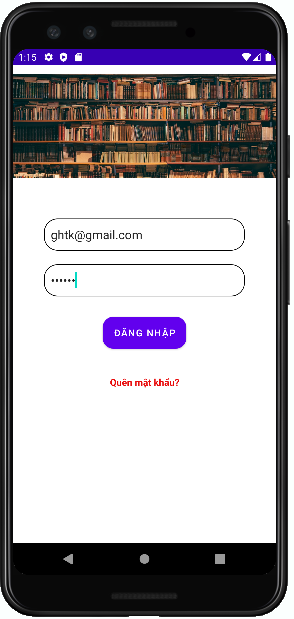 1:15
ghtk@gmail.com
••••••
ĐĂNG NHẬP
Quên mật khẩu?